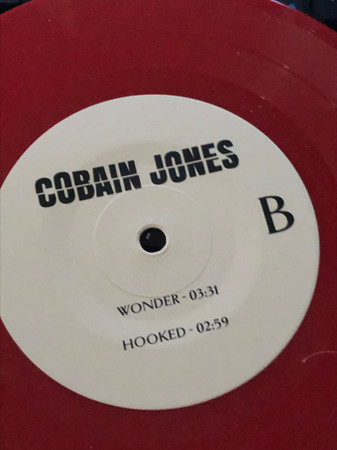 COBAIN JONES
B
WONDER - 03:31
HOOKED - 02:59